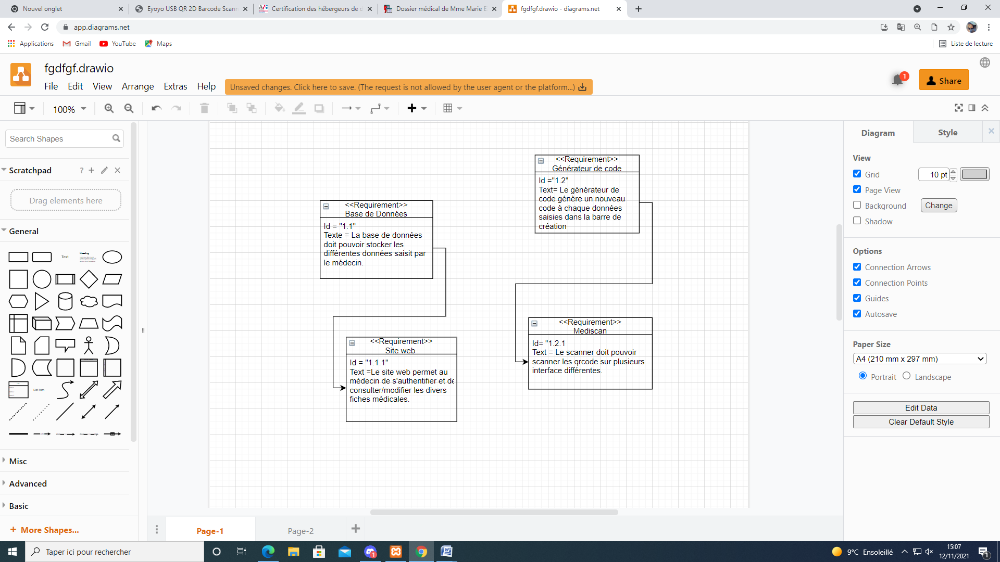 Nouvel onglet
Eyoyo USB QR 2D Barcode Scann
Certification des hébergeurs de d
Dossier médical de Mme Marie E
fgdfgf.drawio - diagrams.net
app.diagrams.net
Applications
Gmail
YouTube
Maps
Liste de lecture
fgdfgf.drawio
File
Edit
View
Arrange
Extras
Help
Unsaved changes. Click here to save. (The request is not allowed by the user agent or the platform...)
1
Share
100%
Search Shapes
Scratchpad
?
Drag elements here
General
Text
Heading
List Item
Misc
Advanced
Basic
+ More Shapes...
<<Requirement>>
Base de Données
Id = "1.1"
Texte = La base de données
doit pouvoir stocker les
différentes données saisit par
le médecin.
<<Requirement>>
Générateur de code
Id ="1.2"
Text= Le générateur de
code génère un nouveau
code à chaque données
saisies dans la barre de
création
<<Requirement>>
Site web
Id = "1.1.1"
Text =Le site web permet au
médecin de s'authentifier et de
consulter/modifier les divers
fiches médicales.
<<Requirement>>
Mediscan
Id= "1.2.1
Text = Le scanner doit pouvoir
scanner les qrcode sur plusieurs
interface différentes.
Diagram
Style
View
Grid
10 pt
Page View
Background
Change
Shadow
Options
Connection Arrows
Connection Points
Guides
Autosave
Paper Size
A4 (210 mm x 297 mm)
Portrait
Landscape
Edit Data
Clear Default Style
Page-1
Page-2
Taper ici pour rechercher
1
9°C Ensoleillé
15:07
12/11/2021
1